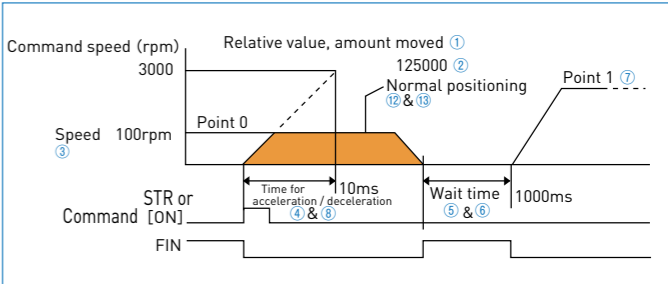 Command speed (rpm)
Relative value, amount moved ①
3000
125000 ②
Normal positioning
⑫&⑬
Point 1 ⑦
Point 0
Speed 100rpm
③
Time for
acceleration / deceleration
④&⑧
10ms
Wait time
⑤ &⑥
1000ms
STR or
Command [ON]
FIN